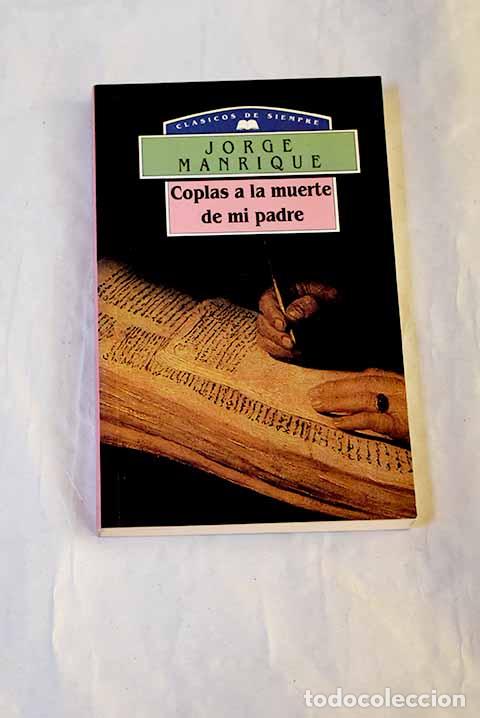 CLASICOS DE SIEMPRE
JORGE
MANRIQUE
Coplas a la muerte
de mi padre
todocoleccion